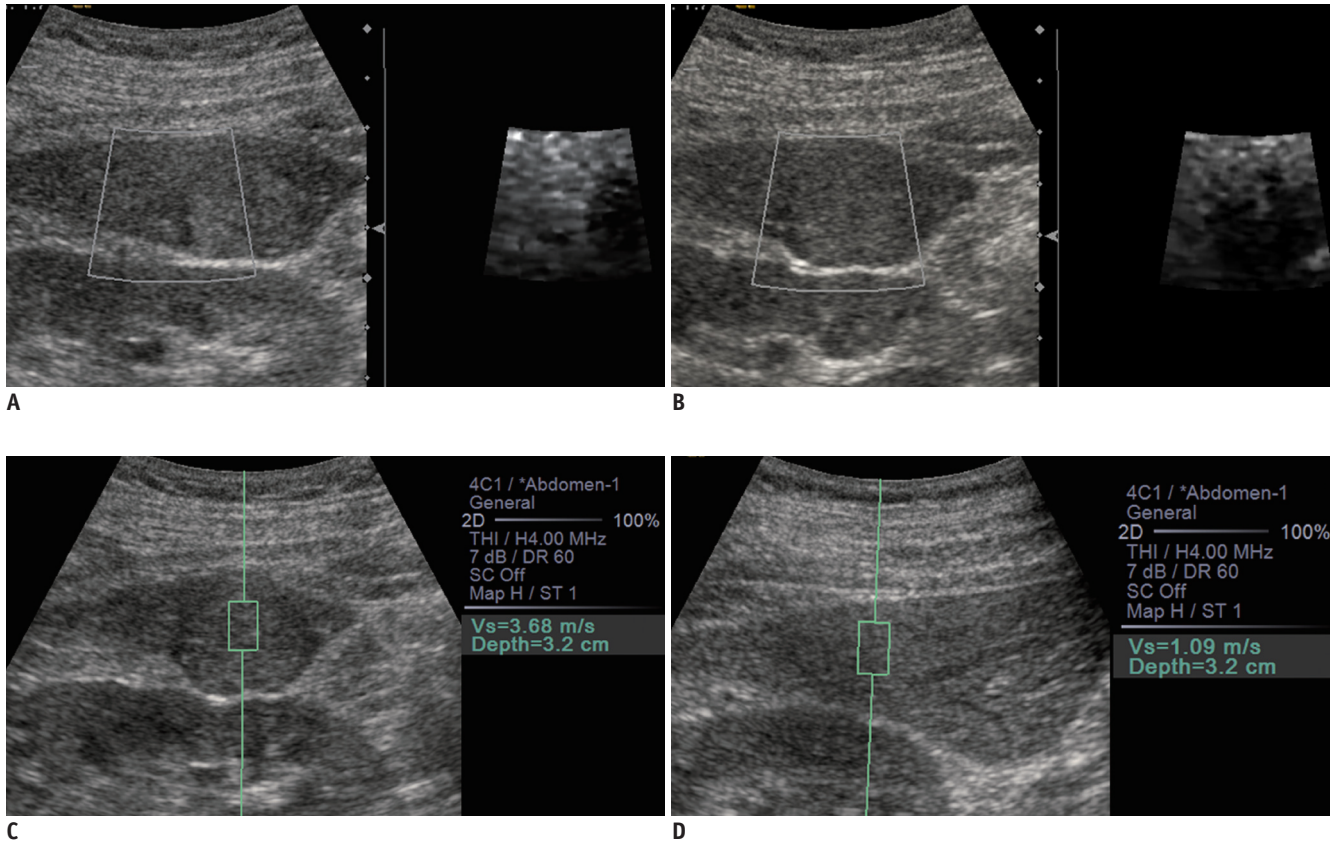 A
B
4C1 / *Abdomen-1
General
2D 100%
THI / H4.00 MHz
7 dB / DR 60
SC Off
Map H / ST 1
Vs=3.68 m/s
Depth=3.2 cm
C
4C1 / *Abdomen-1
General
2D 100%
THI / H4.00 MHz
7 dB / DR 60
SC Off
Map H / ST 1
Vs=1.09 m/s
Depth=3.2 cm
D